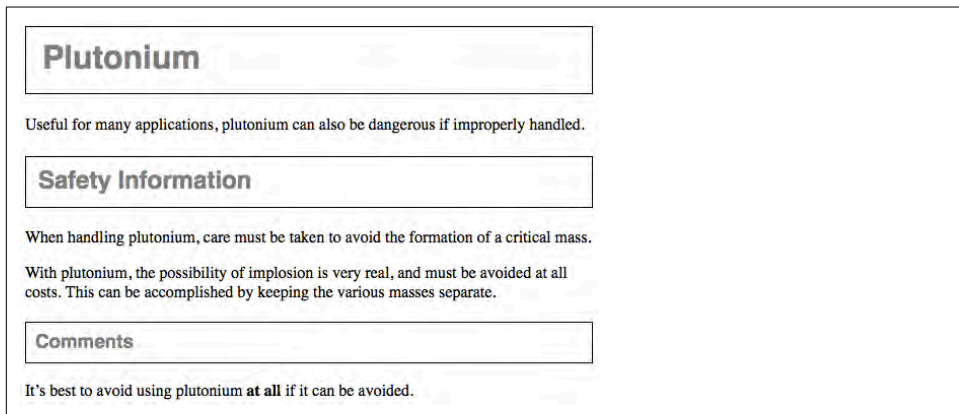 Plutonium
Useful for many applications, plutonium can also be dangerous if improperly handled.
Safety Information
When handling plutonium, care must be taken to avoid the formation of a critical mass.
With plutonium, the possibility of implosion is very real, and must be avoided at all
costs. This can be accomplished by keeping the various masses separate.
Comments
It’s best to avoid using plutonium at all if it can be avoided.